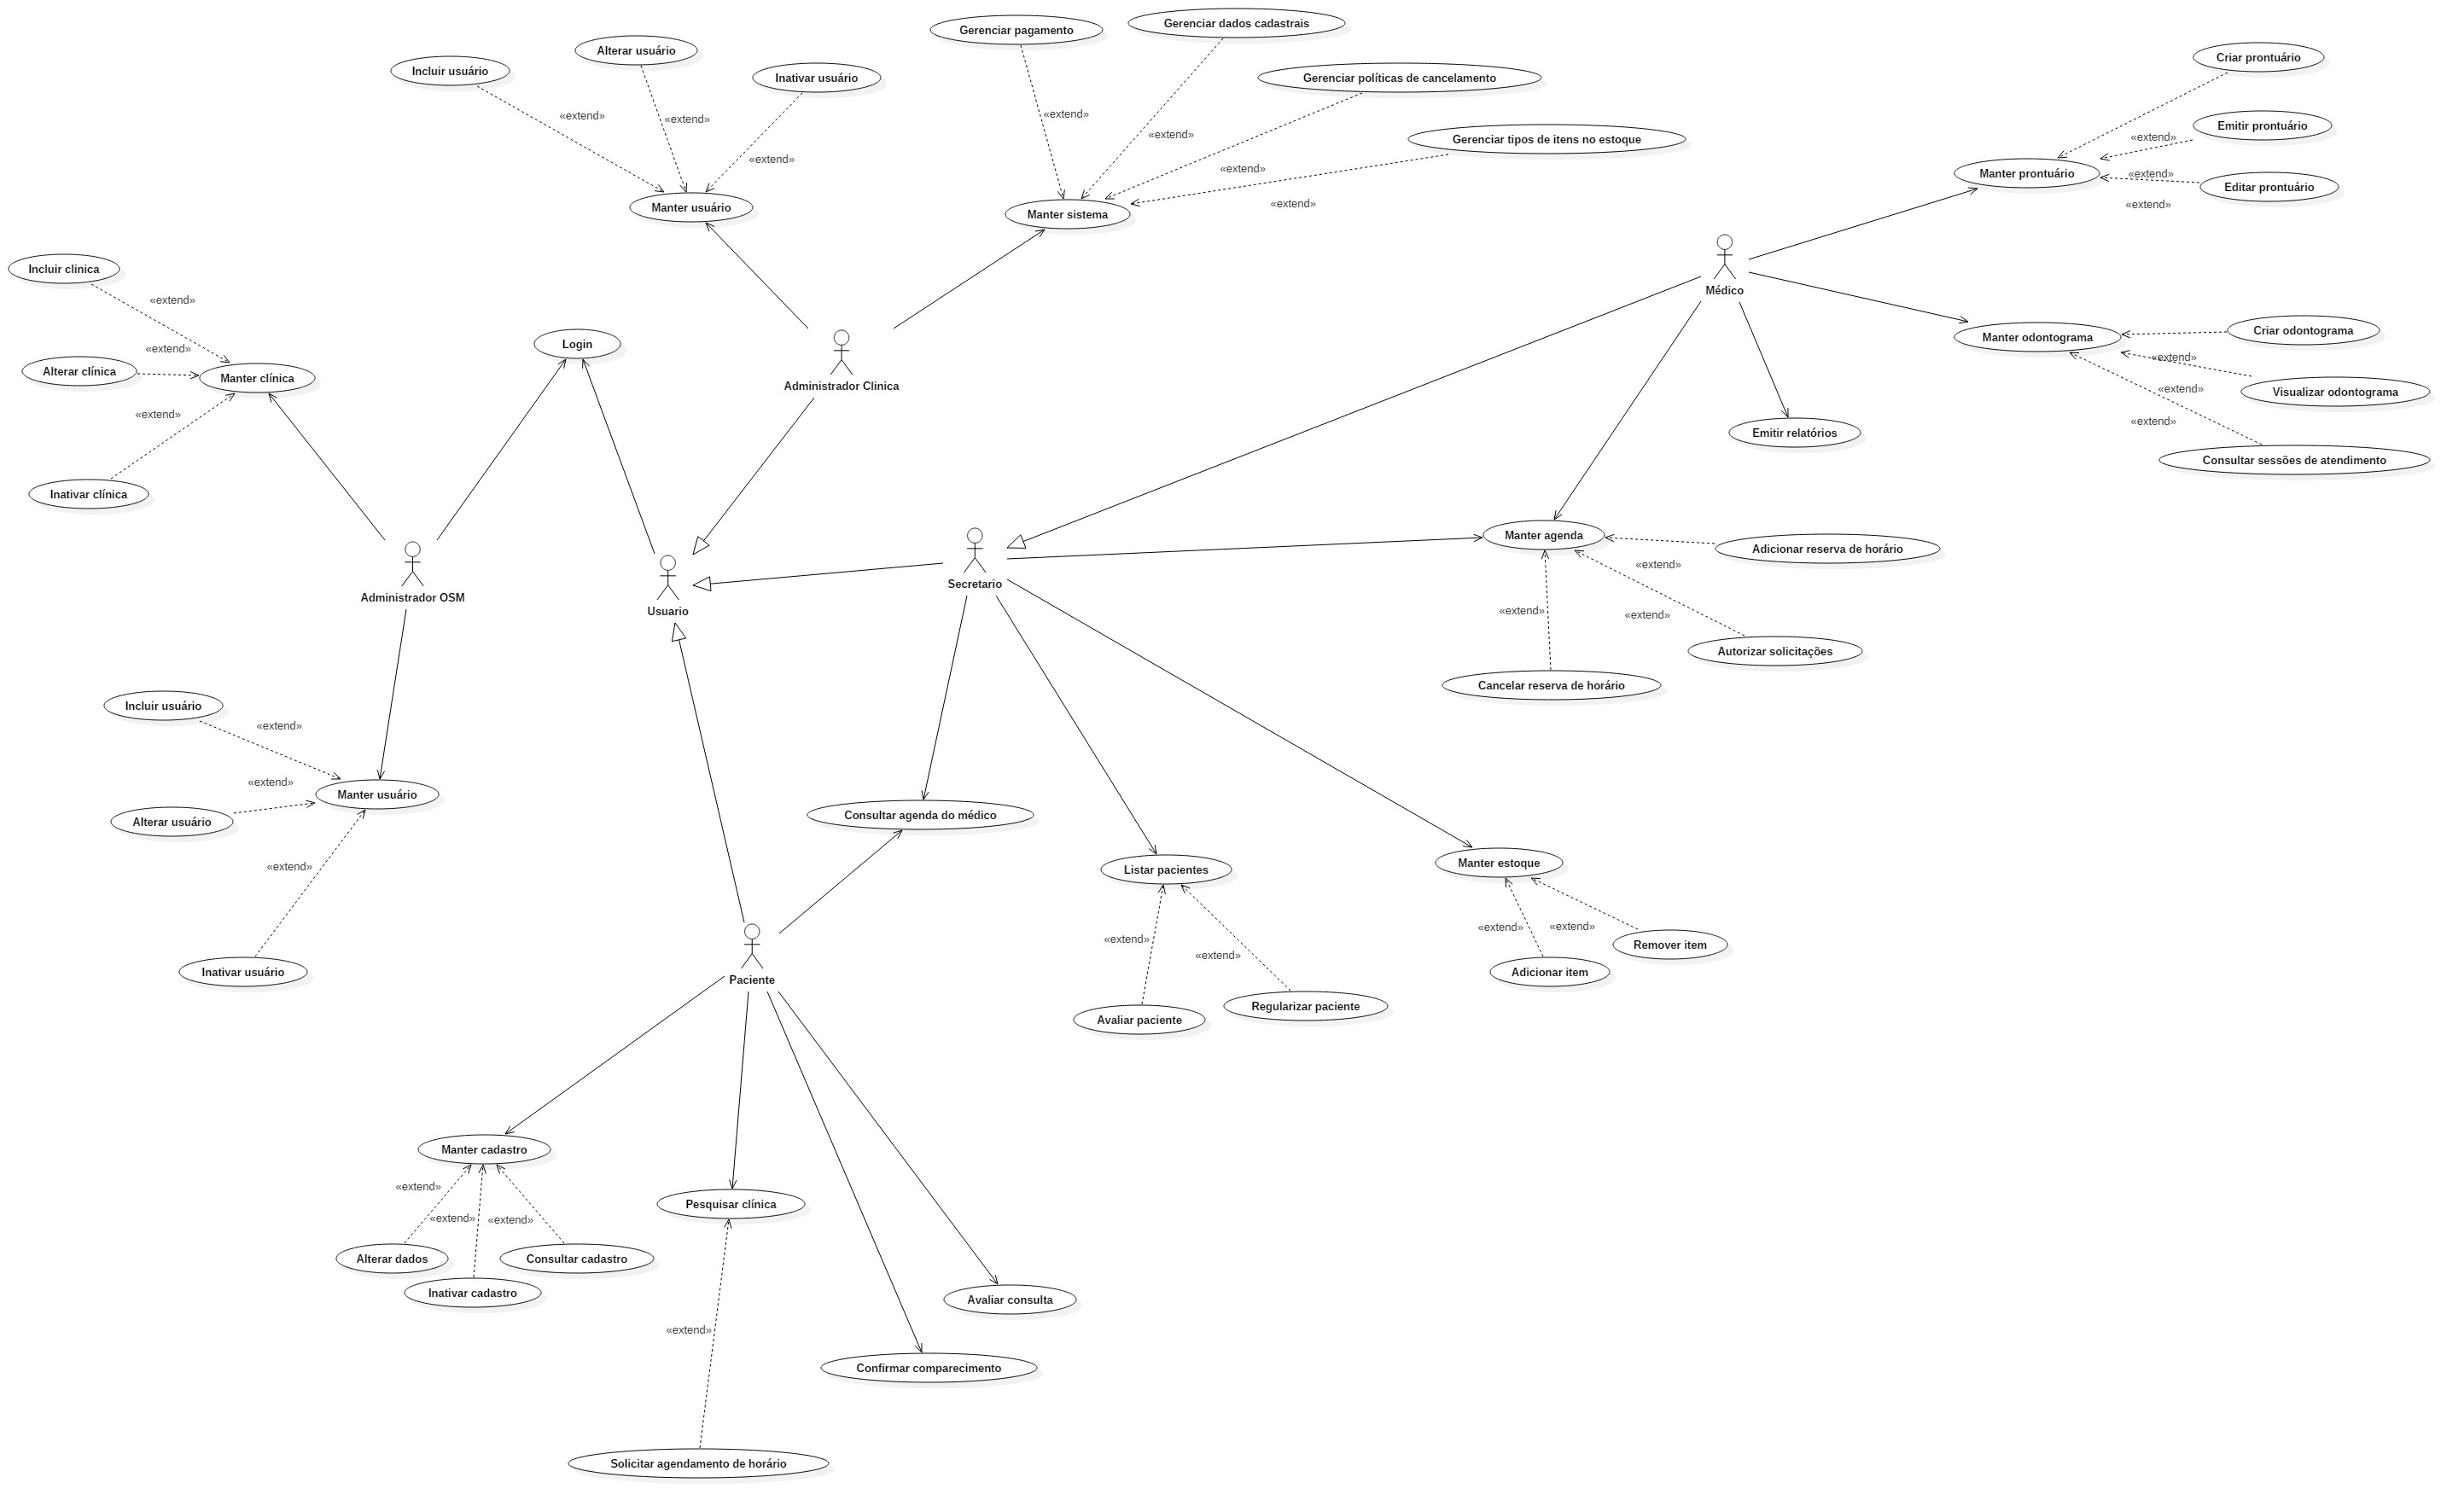 Gerenciar dados cadastrais
Gerenciar pagamento
Alterar usuário
Criar prontuário
Incluir usuário
Inativar usuário
Gerenciar políticas de cancelamento
«extend»
«extend»
«extend»
Emitir prontuário
«extend»
«extend»
Gerenciar tipos de itens no estoque
«extend»
«extend»
Manter prontuário
«extend»
Editar prontuário
«extend»
«extend»
Manter usuário
Manter sistema
Incluir clinica
Médico
«extend»
Criar odontograma
Manter odontograma
Login
«extend»
«extend»
Alterar clínica
Manter clínica
Administrador Clinica
«extend»
Visualizar odontograma
«extend»
«extend»
Emitir relatórios
Consultar sessões de atendimento
Inativar clínica
Manter agenda
Adicionar reserva de horário
«extend»
Secretario
Administrador OSM
Usuario
«extend»
«extend»
Autorizar solicitações
Cancelar reserva de horário
Incluir usuário
«extend»
«extend»
Manter usuário
Alterar usuário
Consultar agenda do médico
«extend»
Listar pacientes
Manter estoque
«extend»
«extend»
«extend»
Remover item
«extend»
Inativar usuário
Adicionar item
Paciente
Regularizar paciente
Avaliar paciente
Manter cadastro
«extend»
Pesquisar clínica
«extend»
«extend»
Alterar dados
Consultar cadastro
Inativar cadastro
Avaliar consulta
«extend»
Confirmar comparecimento
Solicitar agendamento de horário